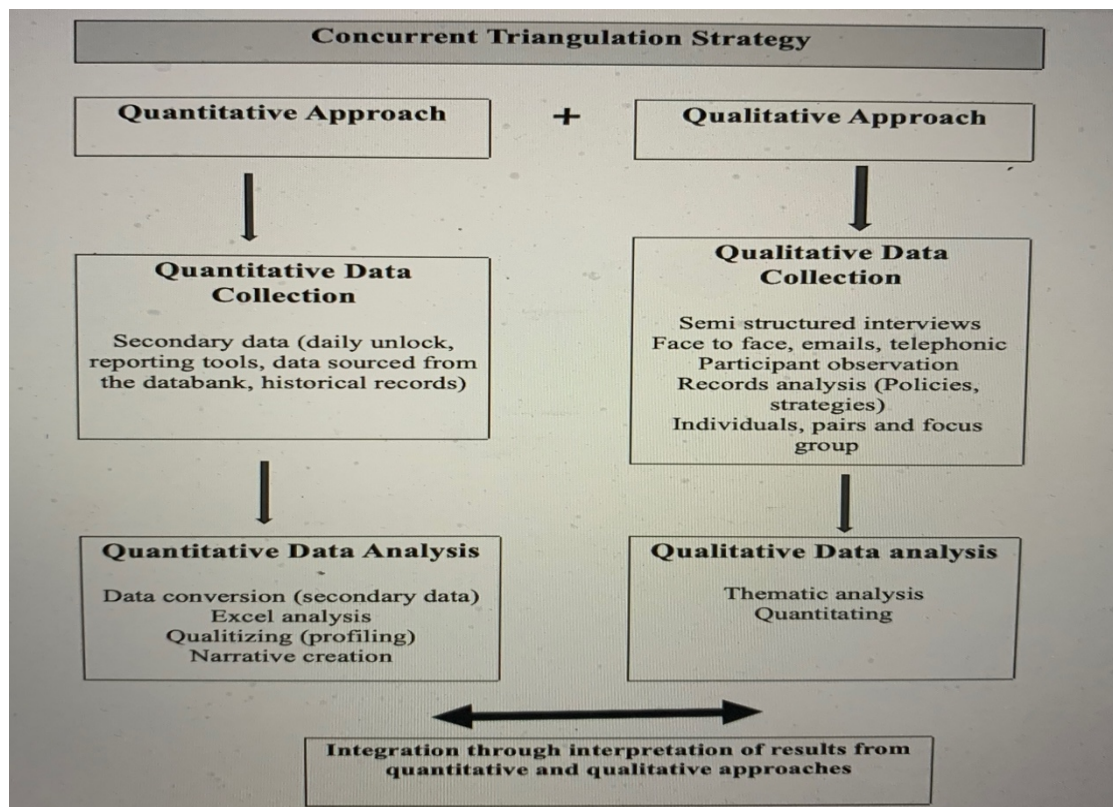 Concurrent Triangulation Strategy
Quantitative Approach
+
Qualitative Approach
Quantitative Data
Collection
Secondary data (daily unlock,
reporting tools, data sourced from
the databank, historical records)
Qualitative Data
Collection
Semi structured interviews
Face to face, emails, telephonic
Participant observation
Records analysis (Policies,
strategies)
Individuals, pairs and focus
group
Quantitative Data Analysis
Data conversion (secondary data)
Excel analysis
Qualitizing (profiling)
Narrative creation
Qualitative Data analysis
Thematic analysis
Quantitating
Integration through interpretation of results from
quantitative and qualitative approaches